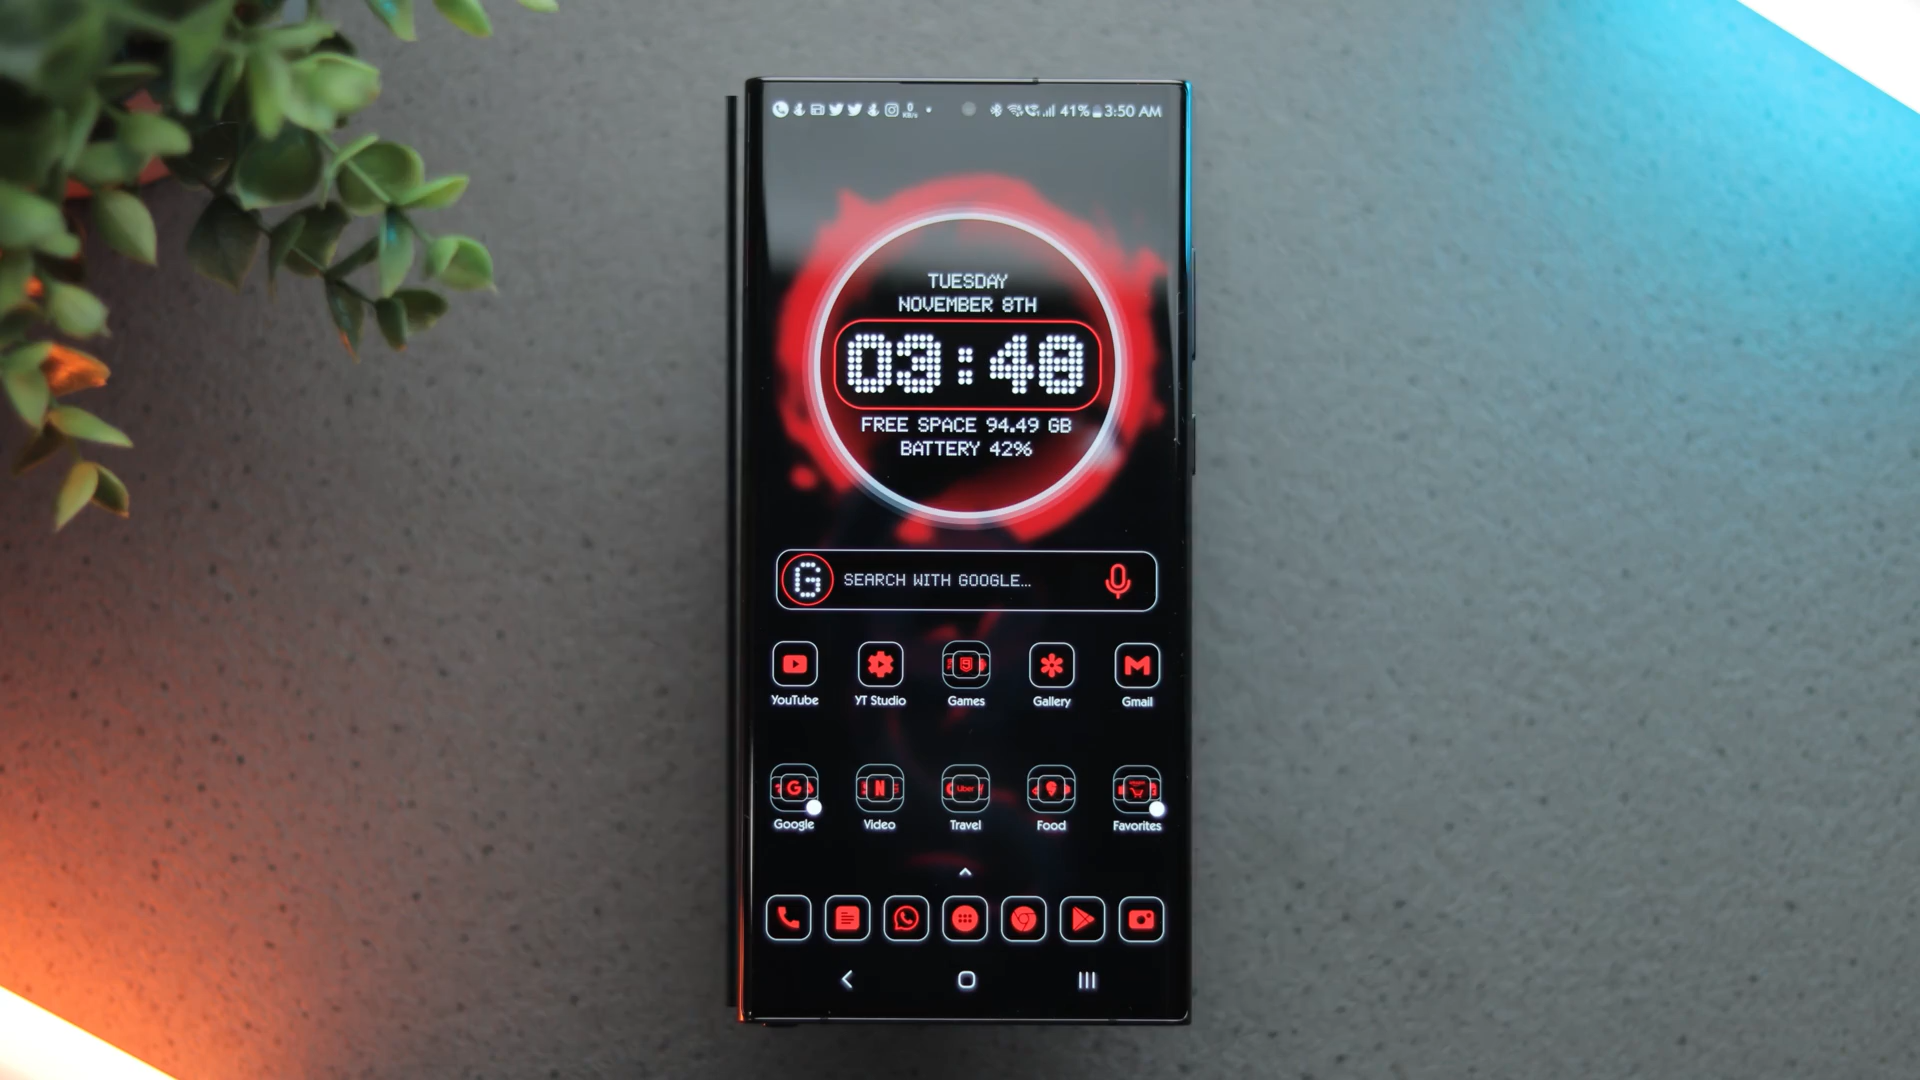 41% 3:50 AM
TUESDAY
NOVEMBER 8TH
03:48
FREE SPACE 94.49 GB
BATTERY 42%
G SEARCH WITH GOOGLE...
YouTube YT Studio Games Gallery Gmail
G N Uber
Google Video Travel Food Favorites